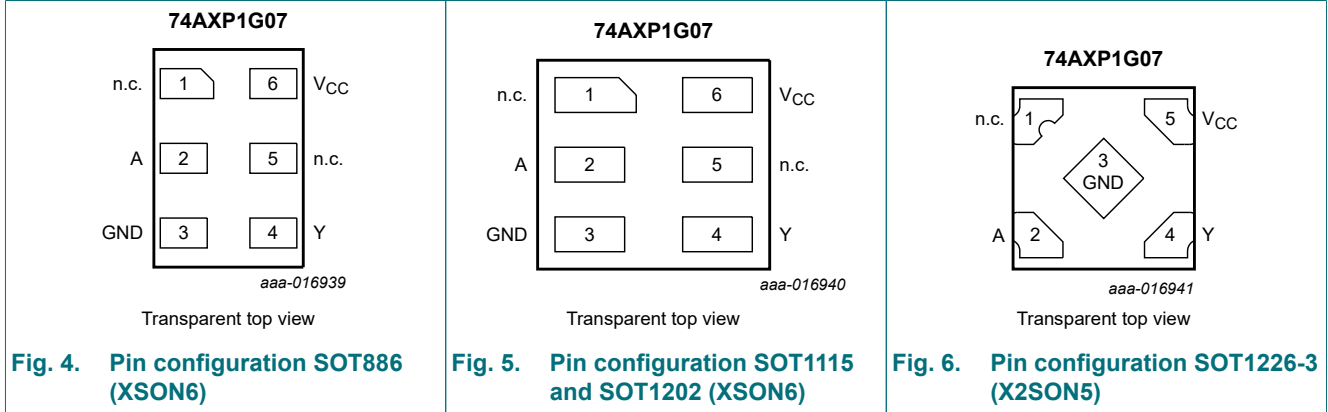 74AXP1G07
n.c. 1 6 VCC
A 2 5 n.c.
GND 3 4 Y
aaa-016939
Transparent top view
Fig. 4. Pin configuration SOT886
(XSON6)
74AXP1G07
n.c. 1 6 VCC
A 2 5 n.c.
GND 3 4 Y
aaa-016940
Transparent top view
Fig. 5. Pin configuration SOT1115
and SOT1202 (XSON6)
74AXP1G07
n.c. 1 5 VCC
3
GND
A 2 4 Y
aaa-016941
Transparent top view
Fig. 6. Pin configuration SOT1226-3
(X2SON5)